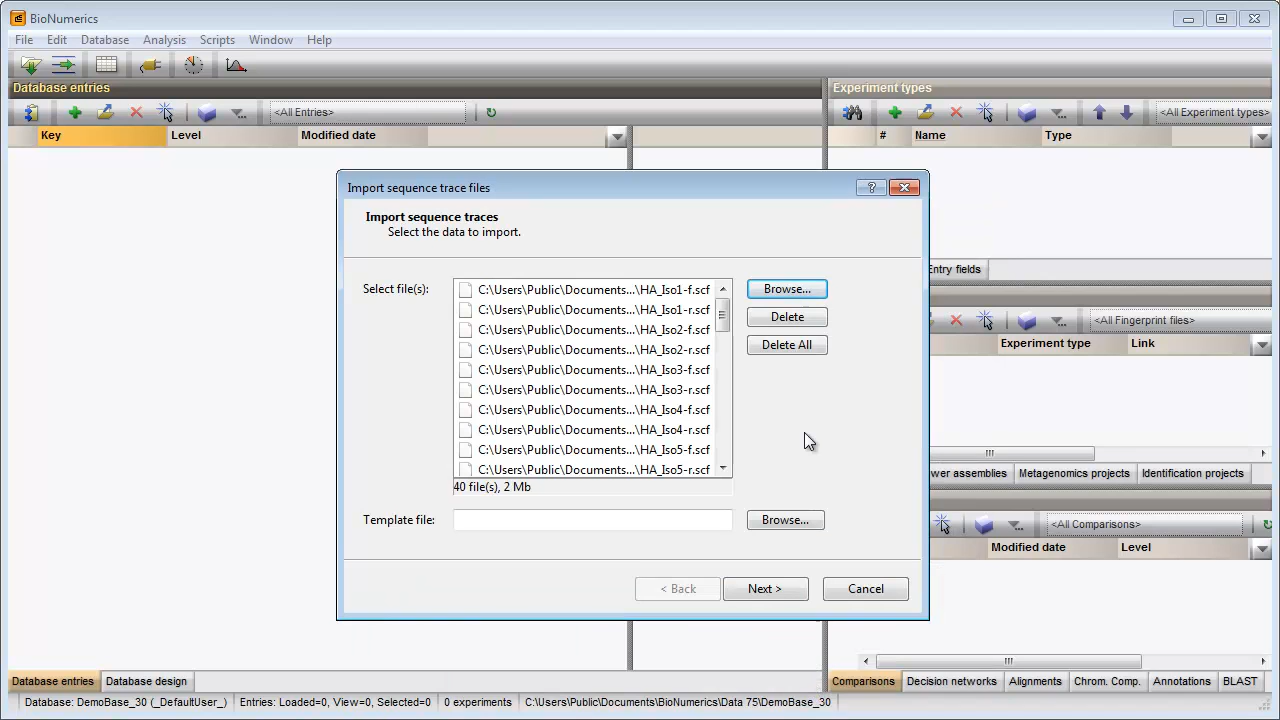 BioNumerics
File Edit Database Analysis Scripts Window Help
Database entries
Experiment types
<All Entries>
<All Experiment types>
Key Level Modified date
# Name Type
Import sequence trace files
Import sequence traces
Select the data to import.
Select file(s):
C:\Users\Public\Documents...\HA_Iso1-f.scf
C:\Users\Public\Documents...\HA_Iso1-r.scf
C:\Users\Public\Documents...\HA_Iso2-f.scf
C:\Users\Public\Documents...\HA_Iso2-r.scf
C:\Users\Public\Documents...\HA_Iso3-f.scf
C:\Users\Public\Documents...\HA_Iso3-r.scf
C:\Users\Public\Documents...\HA_Iso4-f.scf
C:\Users\Public\Documents...\HA_Iso4-r.scf
C:\Users\Public\Documents...\HA_Iso5-f.scf
C:\Users\Public\Documents...\HA_Iso5-r.scf
Browse...
Delete
Delete All
40 file(s), 2 Mb
Template file:
Browse...
< Back Next > Cancel
Entry fields
<All Fingerprint files>
Experiment type Link
wer assemblies Metagenomics projects Identification projects
<All Comparisons>
Modified date Level
Database entries Database design
Comparisons Decision networks Alignments Chrom. Comp. Annotations BLAST
Database: DemoBase_30 (_DefaultUser_) Entries: Loaded=0, View=0, Selected=0 0 experiments C:\Users\Public\Documents\BioNumerics\Data 75\DemoBase_30